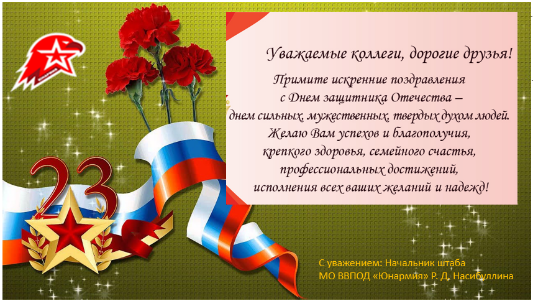 Уважаемые коллеги, дорогие друзья!
Примите искренние поздравления
с Днем защитника Отечества –
днем сильных, мужественных, твердых духом людей.
Желаю Вам успехов и благополучия,
крепкого здоровья, семейного счастья,
профессиональных достижений,
исполнения всех ваших желаний и надежд!
23
С уважением: Начальник штаба
МО ВВПОД «Юнармия» Р. Д. Насибуллина